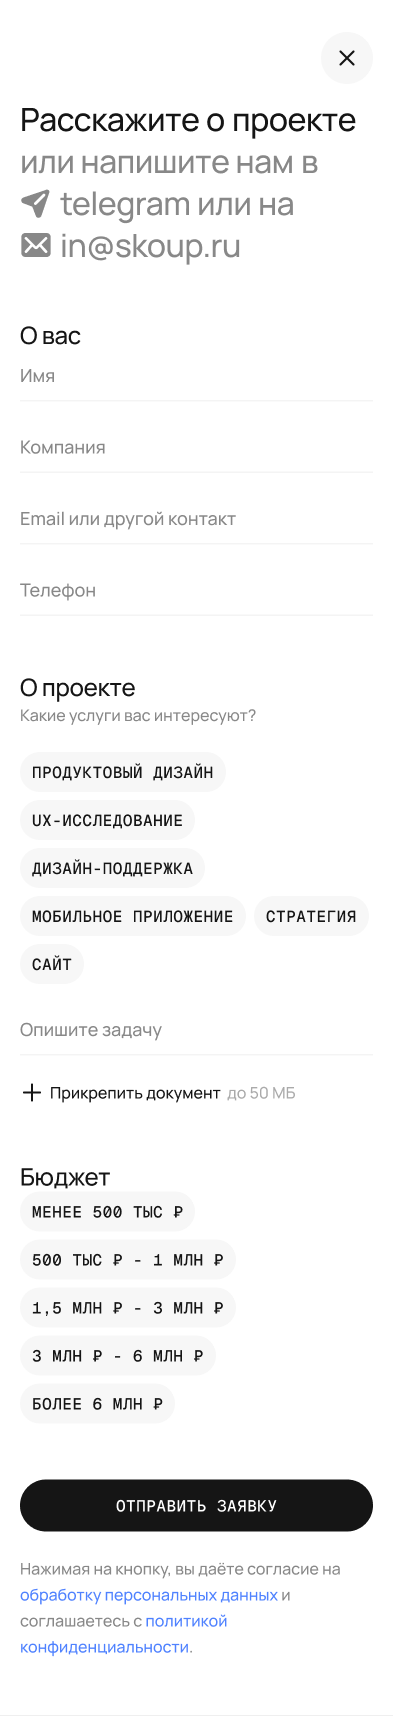 Расскажите о проекте
или напишите нам в
telegram или на
in@skoup.ru
О вас
Имя
Компания
Email или другой контакт
Телефон
О проекте
Какие услуги вас интересуют?
ПРОДУКТОВЫЙ ДИЗАЙН
UX-ИССЛЕДОВАНИЕ
ДИЗАЙН-ПОДДЕРЖКА
МОБИЛЬНОЕ ПРИЛОЖЕНИЕ СТРАТЕГИЯ
САЙТ
Опишите задачу
Прикрепить документ до 50 МБ
Бюджет
МЕНЕЕ 500 ТЫС ₽
500 ТЫС ₽ - 1 МЛН ₽
1,5 МЛН ₽ - 3 МЛН ₽
3 МЛН ₽ - 6 МЛН ₽
БОЛЕЕ 6 МЛН ₽
ОТПРАВИТЬ ЗАЯВКУ
Нажимая на кнопку, вы даёте согласие на
обработку персональных данных и
соглашаетесь с политикой
конфиденциальности.